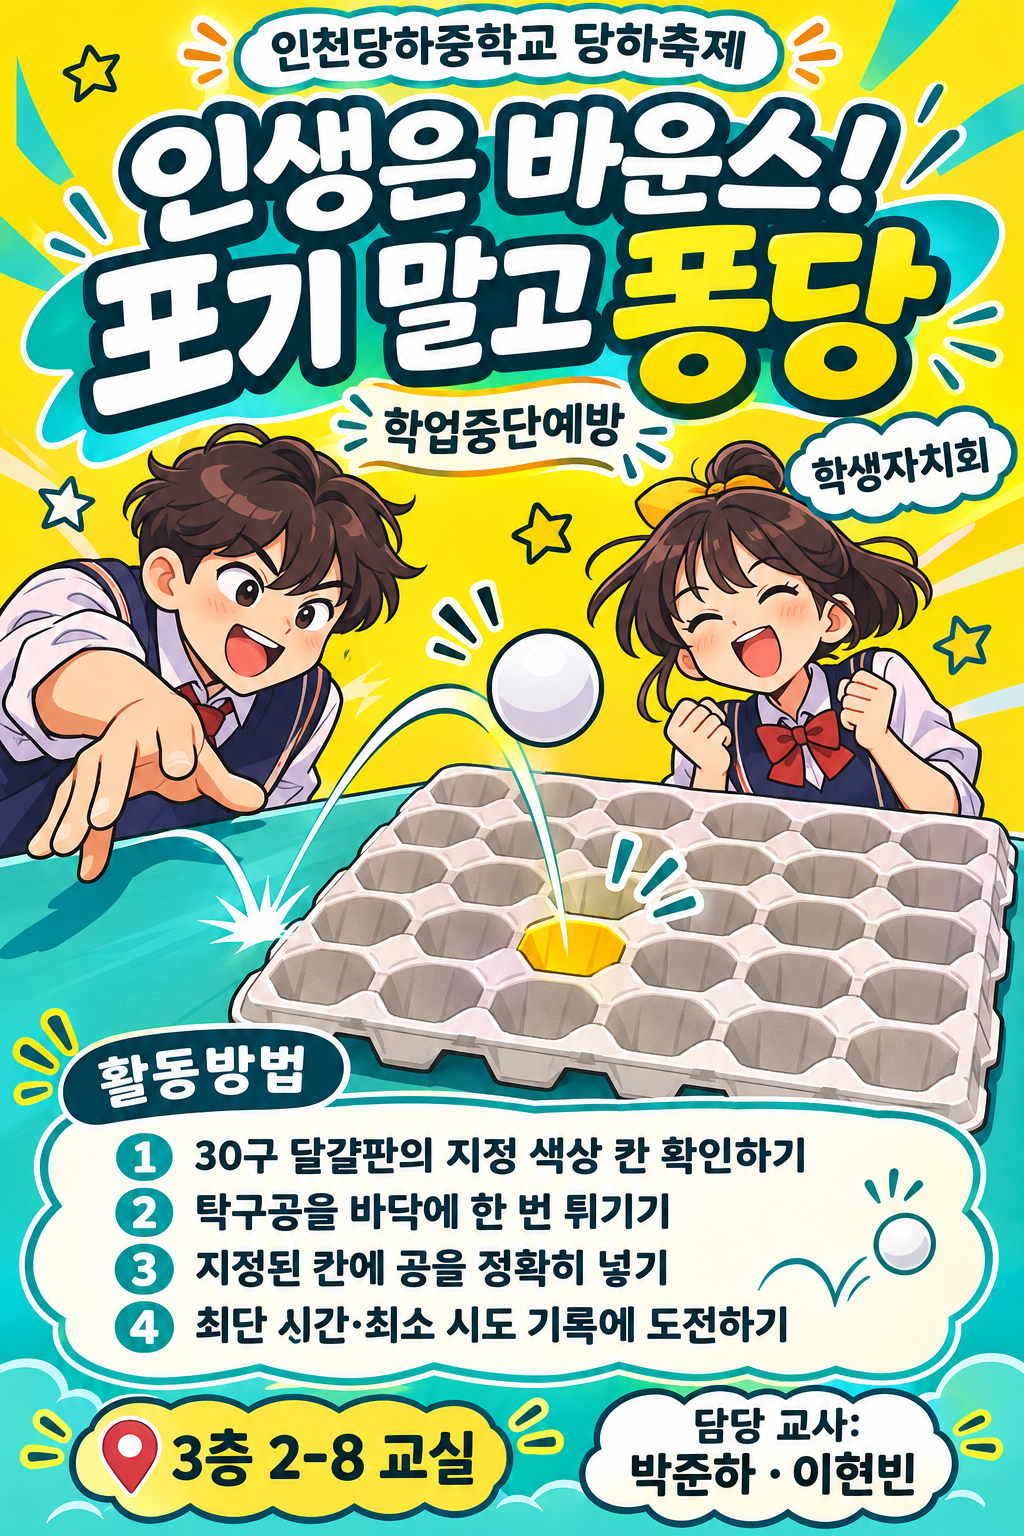 인천당하중학교 당하축제
인생은 바운스!
포기 말고 퐁당
학업중단예방
학생자치회
활동방법
1 30구 달걀판의 지정 색상 칸 확인하기
2 탁구공을 바닥에 한 번 튀기기
3 지정된 칸에 공을 정확히 넣기
4 최단 시간·최소 시도 기록에 도전하기
3층 2-8 교실
담당 교사:
박준하 · 이현빈